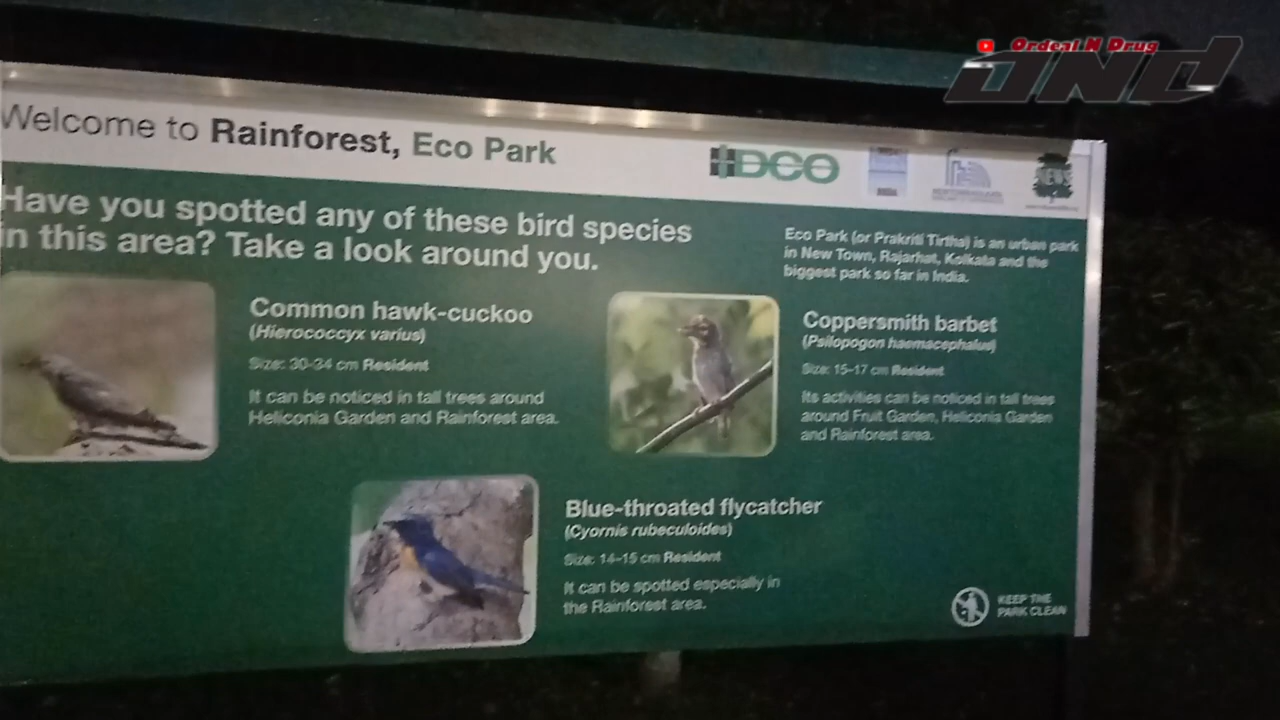 Ordeal N Drug
OND
Welcome to Rainforest, Eco Park
HIDCO
NEWS
Have you spotted any of these bird species
in this area? Take a look around you.
Eco Park (or Prakriti Tirtha) is an urban park
in New Town, Rajarhat, Kolkata and the
biggest park so far in India.
Common hawk-cuckoo
(Hierococcyx varius)
Size: 30-34 cm Resident
It can be noticed in tall trees around
Heliconia Garden and Rainforest area.
Coppersmith barbet
(Psilopogon haemacephalus)
Size: 15-17 cm Resident
Its activities can be noticed in tall trees
around Fruit Garden, Heliconia Garden
and Rainforest area.
Blue-throated flycatcher
(Cyornis rubeculoides)
Size: 14-15 cm Resident
It can be spotted especially in
the Rainforest area.
KEEP THE
PARK CLEAN